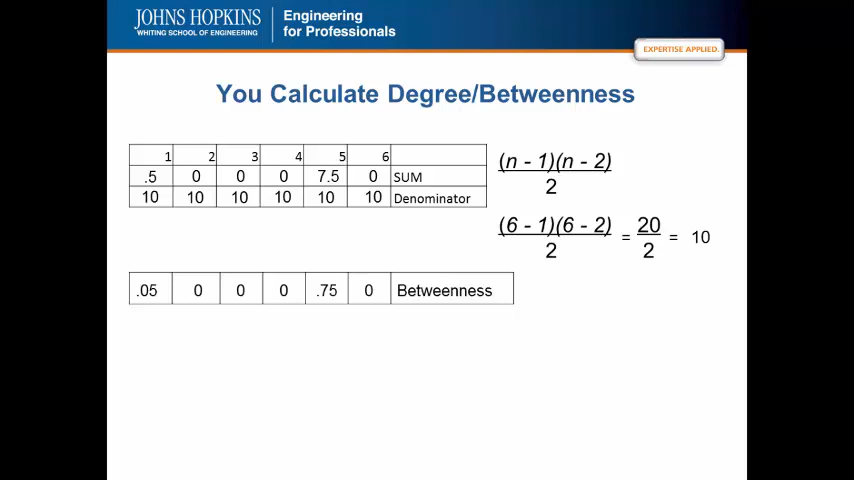 JOHNS HOPKINS
WHITING SCHOOL OF ENGINEERING
Engineering
for Professionals
EXPERTISE APPLIED.
You Calculate Degree/Betweenness
1 2 3 4 5 6
.5 0 0 0 7.5 0 SUM
10 10 10 10 10 10 Denominator
(n - 1)(n - 2)
2
(6 - 1)(6 - 2) = 20 = 10
2 2
.05 0 0 0 .75 0 Betweenness